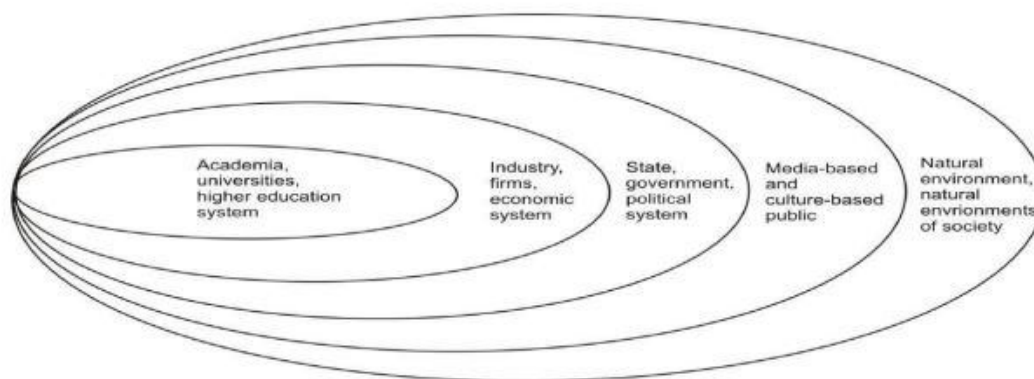 Academia,
universities,
higher education
system
Industry,
firms,
economic
system
State,
government,
political
system
Media-based
and
culture-based
public
Natural
environment,
natural
envrionments
of society